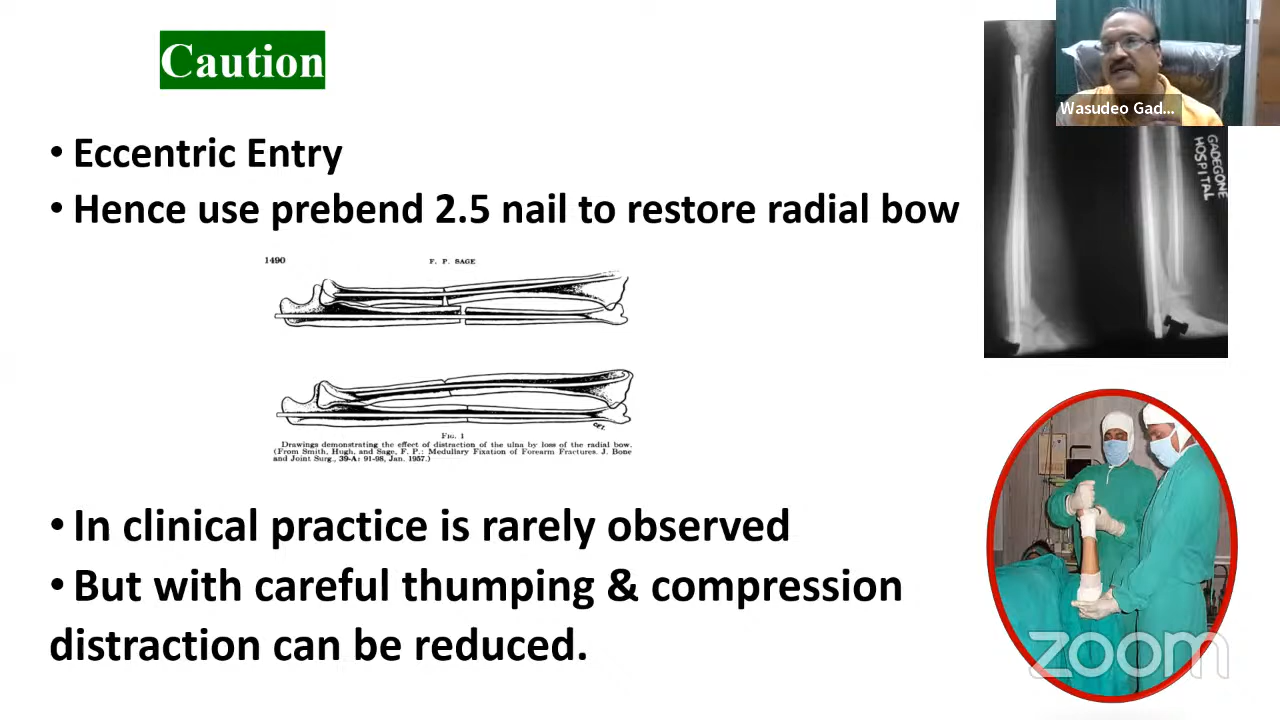 Caution
Wasudeo Gad...
• Eccentric Entry
• Hence use prebend 2.5 nail to restore radial bow
GADEGONE
HOSPITAL
1490
F. P. SAGE
FIG. 1
Drawings demonstrating the effect of distraction of the ulna by loss of the radial bow.
(From Smith, Hugh, and Sage, F. P.: Medullary Fixation of Forearm Fractures. J. Bone
and Joint Surg., 39-A: 91-98, Jan. 1957.)
• In clinical practice is rarely observed
• But with careful thumping & compression
distraction can be reduced.
zoom